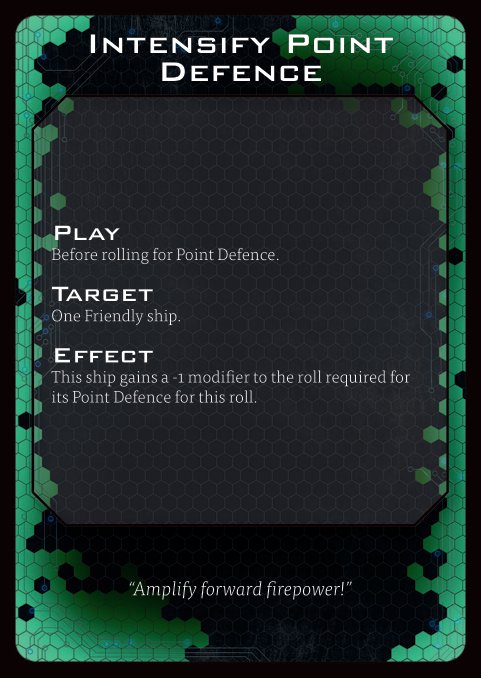 Intensify Point
Defence
Play
Before rolling for Point Defence.
Target
One Friendly ship.
Effect
This ship gains a -1 modifier to the roll required for
its Point Defence for this roll.
“Amplify forward firepower!”